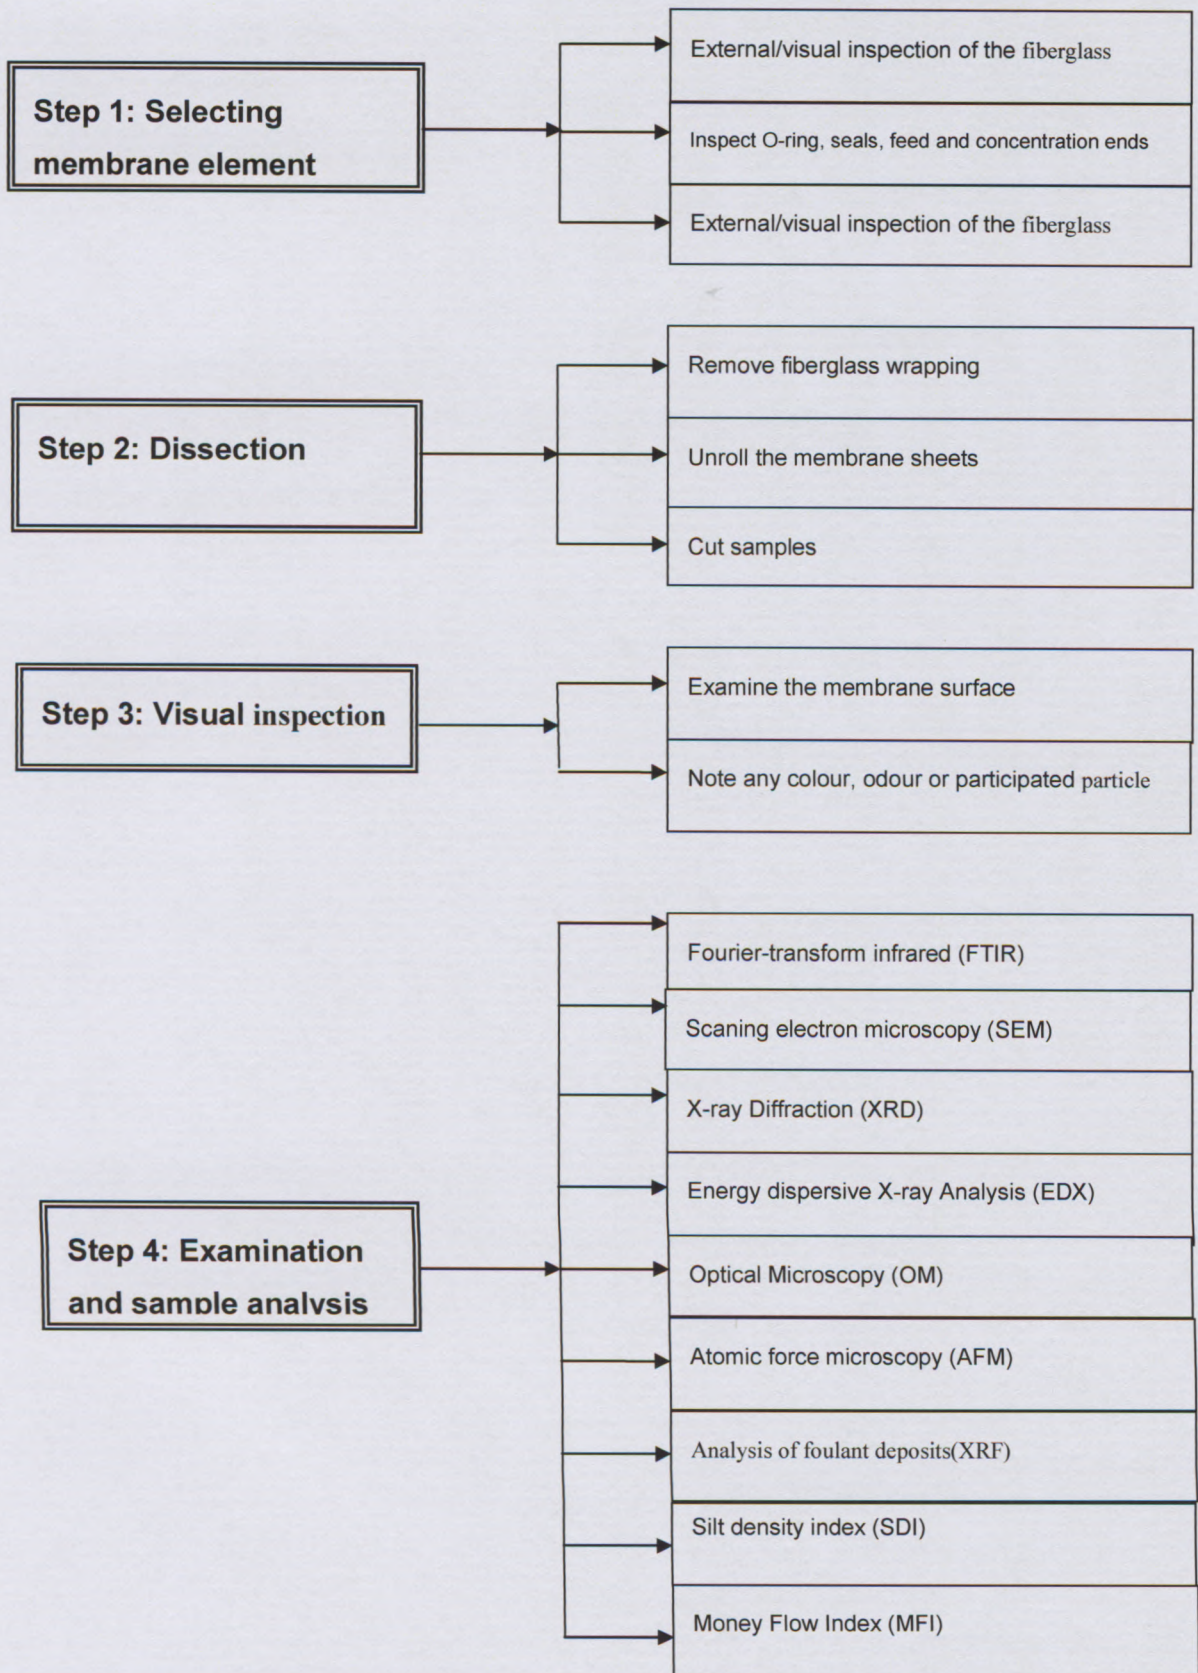 Step 1: Selecting
membrane element
External/visual inspection of the fiberglass
Inspect O-ring, seals, feed and concentration ends
External/visual inspection of the fiberglass
Step 2: Dissection
Remove fiberglass wrapping
Unroll the membrane sheets
Cut samples
Step 3: Visual inspection
Examine the membrane surface
Note any colour, odour or participated particle
Step 4: Examination
and sample analysis
Fourier-transform infrared (FTIR)
Scaning electron microscopy (SEM)
X-ray Diffraction (XRD)
Energy dispersive X-ray Analysis (EDX)
Optical Microscopy (OM)
Atomic force microscopy (AFM)
Analysis of foulant deposits(XRF)
Silt density index (SDI)
Money Flow Index (MFI)